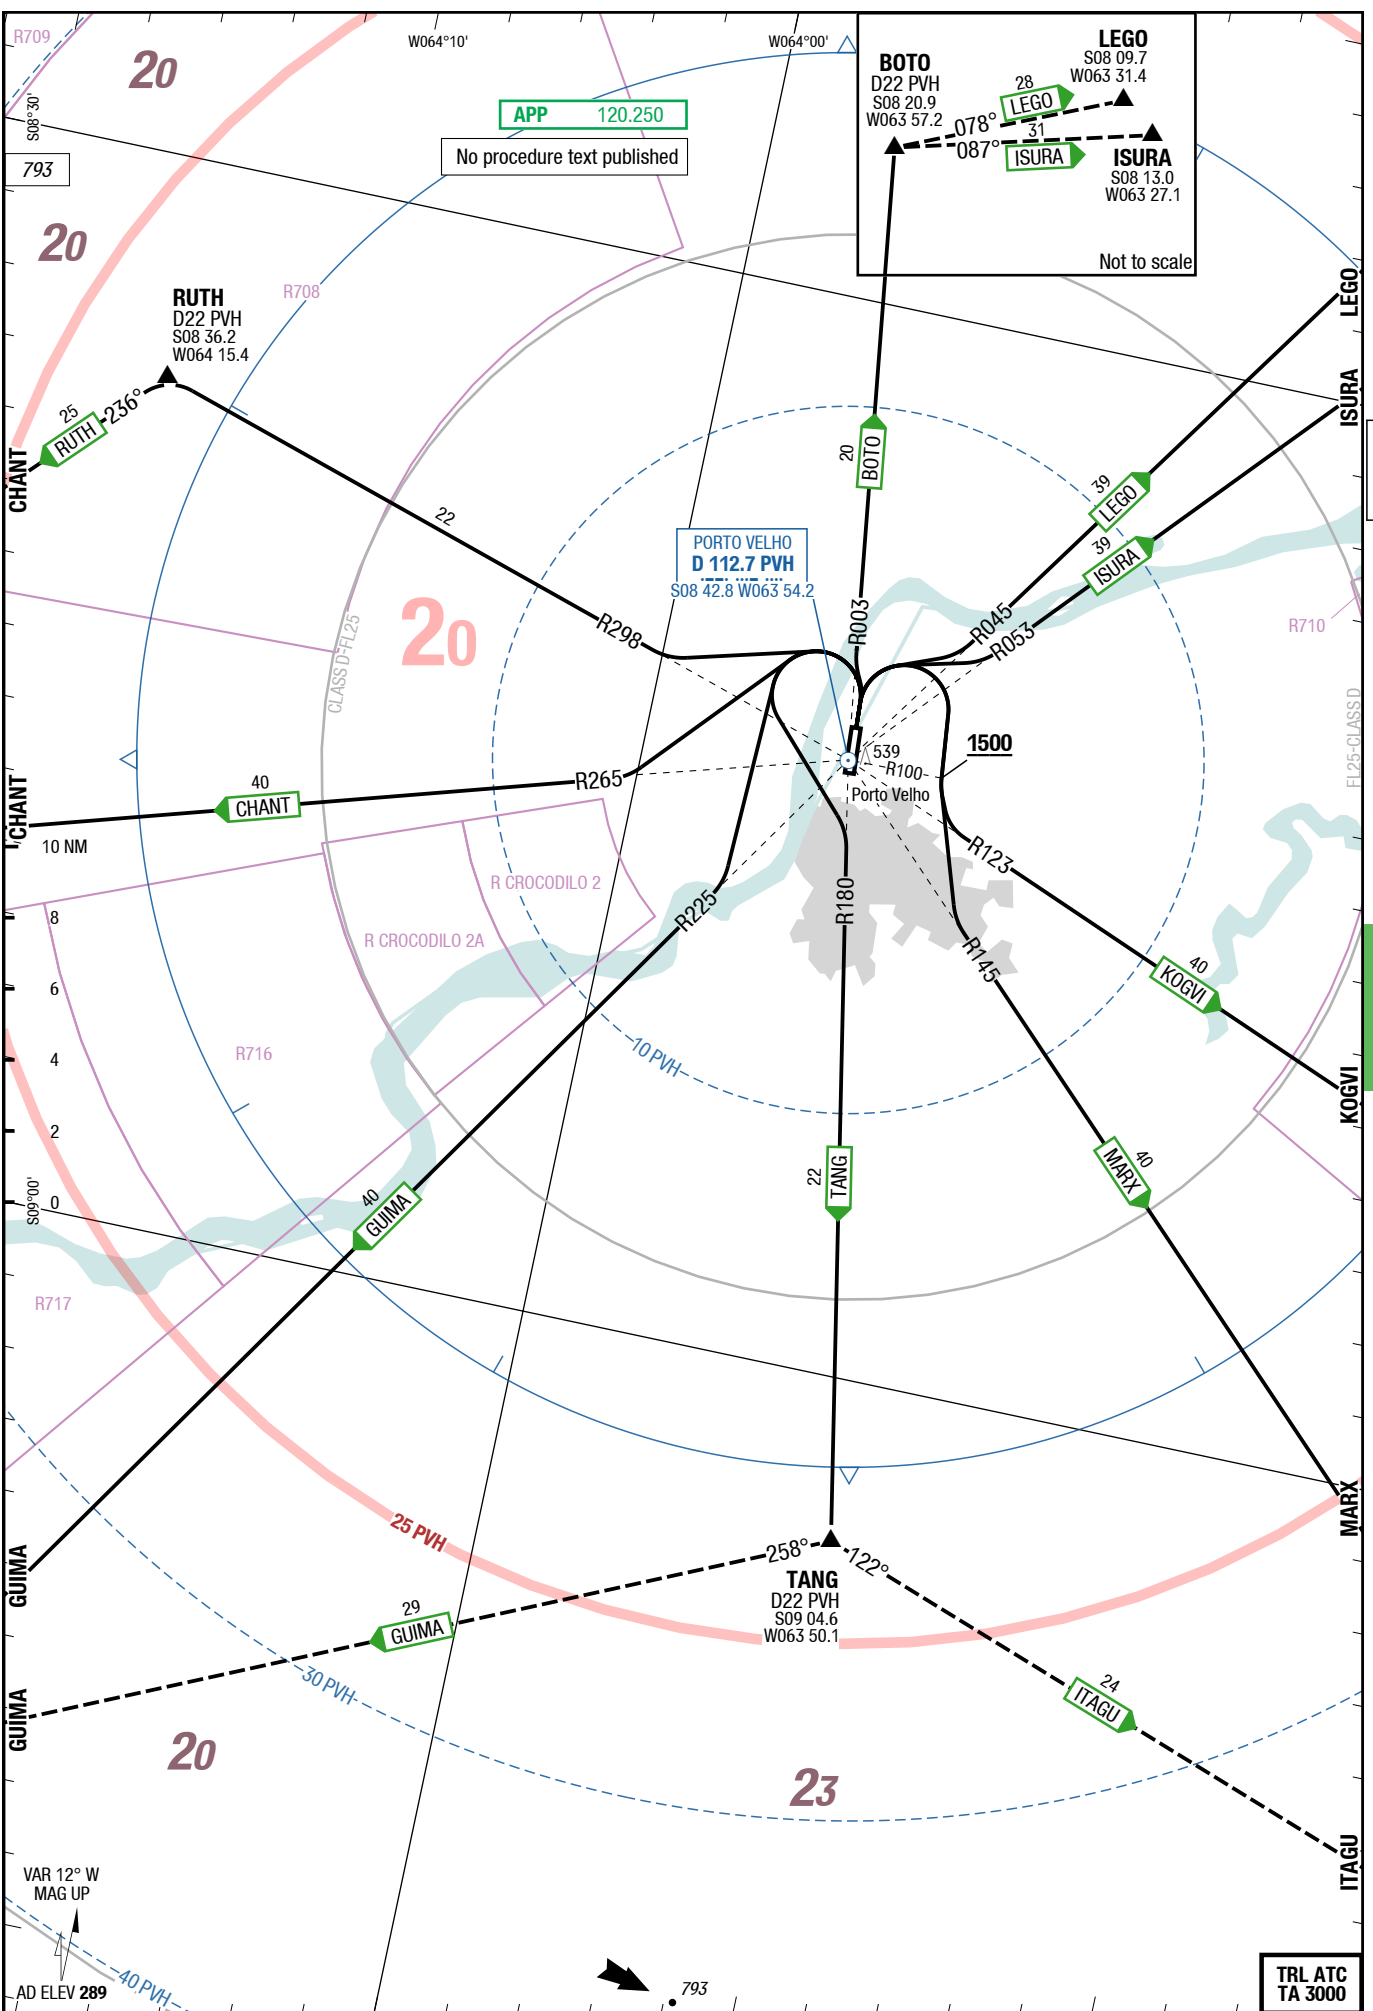 R709
20
W064°10'
W064°00'
S08°30'
APP 120.250
No procedure text published
793
20
BOTO
D22 PVH
S08 20.9
W063 57.2
LEGO
S08 09.7
W063 31.4
28
LEGO
078°
31
087°
ISURA
ISURA
S08 13.0
W063 27.1
Not to scale
LEGO
RUTH
D22 PVH
S08 36.2
W064 15.4
R708
ISURA
25
RUTH
236°
CHANT
20
BOTO
39
LEGO
22
39
ISURA
PORTO VELHO
D 112.7 PVH
S08 42.8 W063 54.2
R298
R003
R045
R053
R710
20
CLASS D-FL25
FL25-CLASS D
1500
539
R100
Porto Velho
40
CHANT
R265
CHANT
10 NM
R CROCODILO 2
R123
R225
R180
8
R CROCODILO 2A
R145
40
KOGVI
6
R716
4
10 PVH
KOGVI
2
22
TANG
40
MARX
40
GUIMA
S09°00'
0
R717
25 PVH
MARX
GUIMA
258°
122°
TANG
D22 PVH
S09 04.6
W063 50.1
29
GUIMA
30 PVH
24
ITAGU
GUIMA
20
23
ITAGU
VAR 12° W
MAG UP
AD ELEV 289
40 PVH
793
TRL ATC
TA 3000